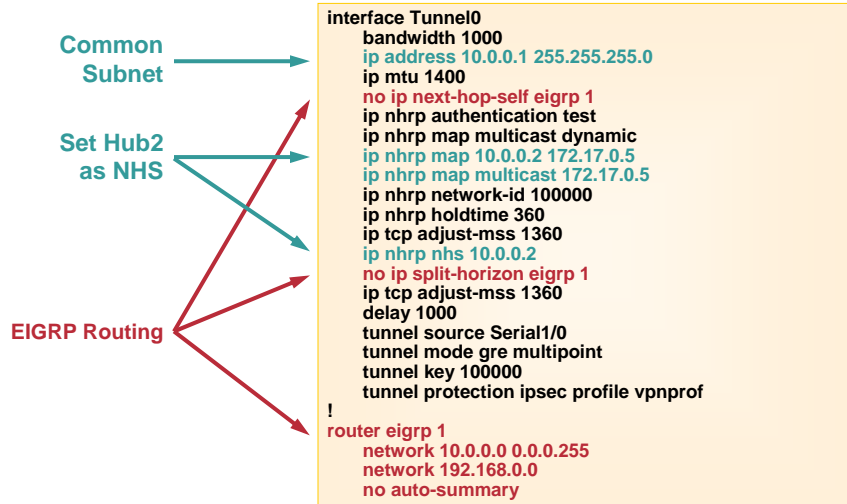 Common
Subnet
Set Hub2
as NHS
EIGRP Routing
interface Tunnel0
bandwidth 1000
ip address 10.0.0.1 255.255.255.0
ip mtu 1400
no ip next-hop-self eigrp 1
ip nhrp authentication test
ip nhrp map multicast dynamic
ip nhrp map 10.0.0.2 172.17.0.5
ip nhrp map multicast 172.17.0.5
ip nhrp network-id 100000
ip nhrp holdtime 360
ip tcp adjust-mss 1360
ip nhrp nhs 10.0.0.2
no ip split-horizon eigrp 1
ip tcp adjust-mss 1360
delay 1000
tunnel source Serial1/0
tunnel mode gre multipoint
tunnel key 100000
tunnel protection ipsec profile vpnprof
!
router eigrp 1
network 10.0.0.0 0.0.0.255
network 192.168.0.0
no auto-summary